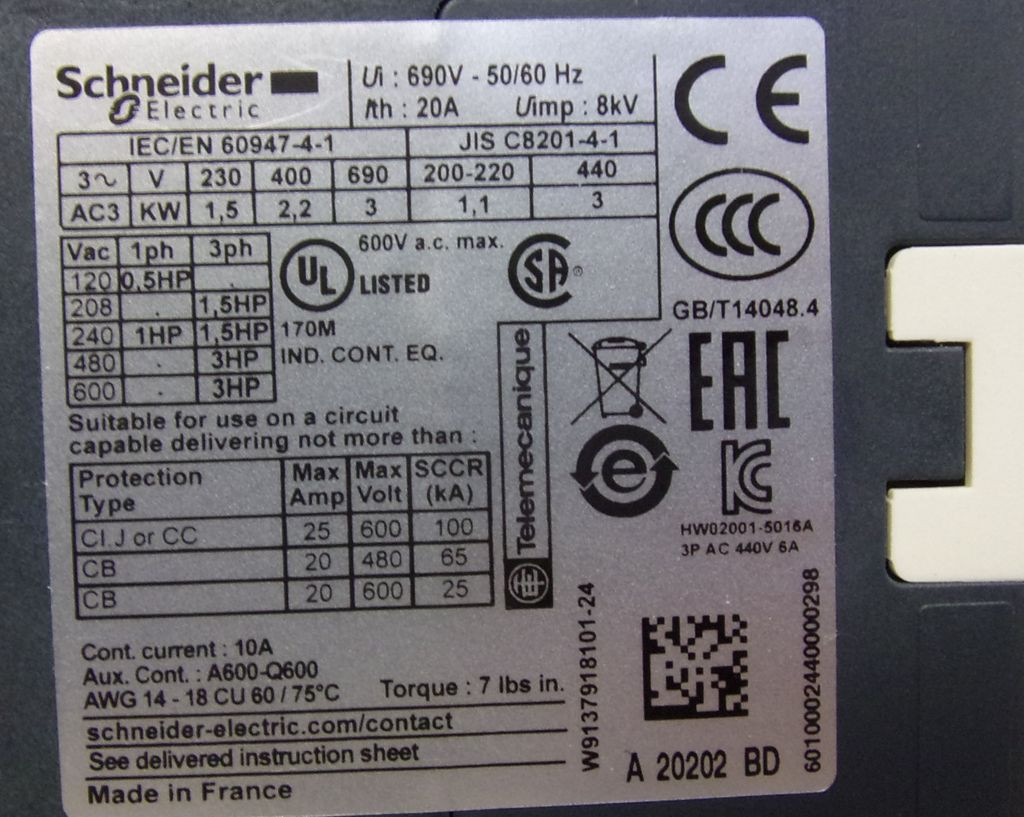 Schneider
Electric
Ui : 690V - 50/60 Hz
Ith : 20A Uimp : 8kV
IEC/EN 60947-4-1 JIS C8201-4-1
3~ V 230 400 690 200-220 440
AC3 KW 1,5 2,2 3 1,1 3
Vac 1ph 3ph
120 0,5HP .
208 . 1,5HP
240 1HP 1,5HP
480 . 3HP
600 . 3HP
UL LISTED
600V a.c. max.
SA ®
170M
IND. CONT. EQ.
CE
CCC
GB/T14048.4
EAC
Telemecanique
e
KC
HW02001-5016A
3P AC 440V 6A
Suitable for use on a circuit
capable delivering not more than :
Protection Type Max Amp Max Volt SCCR (kA)
CI.J or CC 25 600 100
CB 20 480 65
CB 20 600 25
Cont. current : 10A
Aux. Cont. : A600-Q600
AWG 14 - 18 CU 60 / 75°C Torque : 7 lbs in.
schneider-electric.com/contact
See delivered instruction sheet
Made in France
W9137918101-24
A 20202 BD
6010002440000298